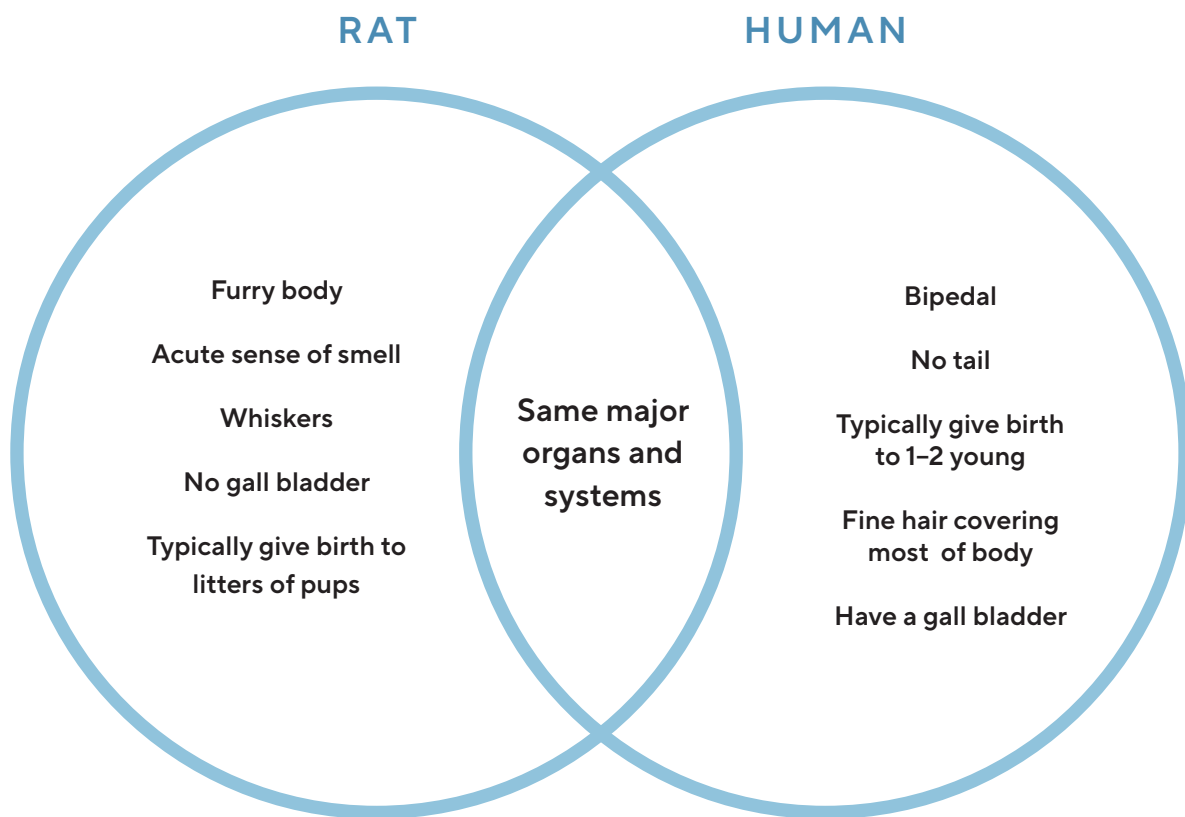 RAT
HUMAN
Furry body
Acute sense of smell
Whiskers
No gall bladder
Typically give birth to
litters of pups
Same major
organs and
systems
Bipedal
No tail
Typically give birth
to 1–2 young
Fine hair covering
most of body
Have a gall bladder